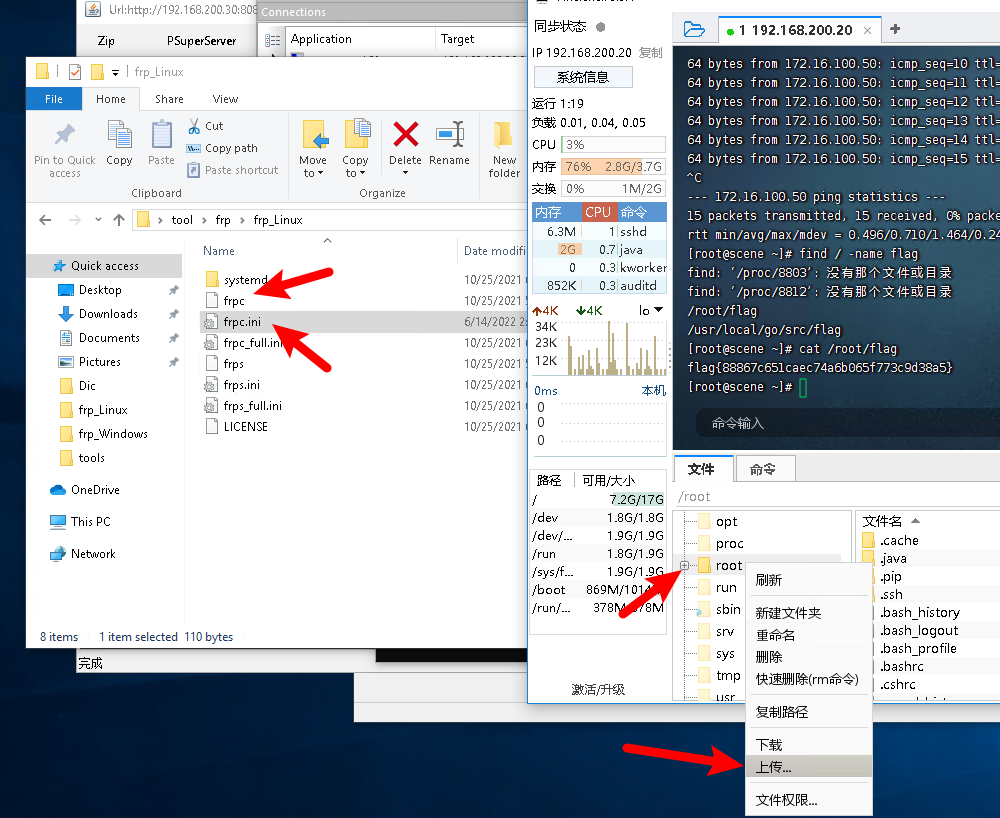 Url:http://192.168.200.30:808
Zip
PSuperServer
Connections
Application
Target
frp_Linux
File
Home
Share
View
Pin to Quick access
Copy
Paste
Cut
Copy path
Paste shortcut
Clipboard
Move to
Copy to
Delete
Rename
Organize
New folder
tool
frp
frp_Linux
Quick access
Desktop
Downloads
Documents
Pictures
Dic
frp_Linux
frp_Windows
tools
OneDrive
This PC
Network
Name
Date modifi
systemd
10/25/2021
frpc
10/25/2021
frpc.ini
6/14/2022 2:
frpc_full.ini
10/25/2021
frps
10/25/2021
frps.ini
10/25/2021
frps_full.ini
10/25/2021
LICENSE
10/25/2021
8 items
1 item selected
110 bytes
完成
同步状态
IP 192.168.200.20
复制
系统信息
运行 1:19
负载 0.01, 0.04, 0.05
CPU
3%
内存
76%
2.8G/3.7G
交换
0%
1M/2G
内存
CPU
命令
6.3M
1
sshd
2G
0.7
java
0
0.3
kworker
852K
0.3
auditd
4K
4K
lo
34K
23K
12K
0ms
本机
0
0
0
路径
可用/大小
/
7.2G/17G
/dev
1.8G/1.8G
/dev/...
1.9G/1.9G
/run
1.8G/1.9G
/sys/f...
1.9G/1.9G
/boot
/run/...
激活/升级
1 192.168.200.20
64 bytes from 172.16.100.50: icmp_seq=10 ttl=
64 bytes from 172.16.100.50: icmp_seq=11 ttl=
64 bytes from 172.16.100.50: icmp_seq=12 ttl=
64 bytes from 172.16.100.50: icmp_seq=13 ttl=
64 bytes from 172.16.100.50: icmp_seq=14 ttl=
64 bytes from 172.16.100.50: icmp_seq=15 ttl=
^C
--- 172.16.100.50 ping statistics ---
15 packets transmitted, 15 received, 0% packe
rtt min/avg/max/mdev = 0.496/0.710/1.464/0.24
[root@scene ~]# find / -name flag
find: ‘/proc/8803’: 没有那个文件或目录
find: ‘/proc/8812’: 没有那个文件或目录
/root/flag
/usr/local/go/src/flag
[root@scene ~]# cat /root/flag
flag{88867c651caec74a6b065f773c9d38a5}
[root@scene ~]#
命令输入
文件
命令
/root
opt
proc
root
run
sbin
srv
sys
tmp
usr
文件名
.cache
.java
.pip
.ssh
.bash_history
.bash_logout
.bash_profile
.bashrc
.cshrc
刷新
新建文件夹
重命名
删除
快速删除(rm命令)
复制路径
下载
上传...
文件权限...